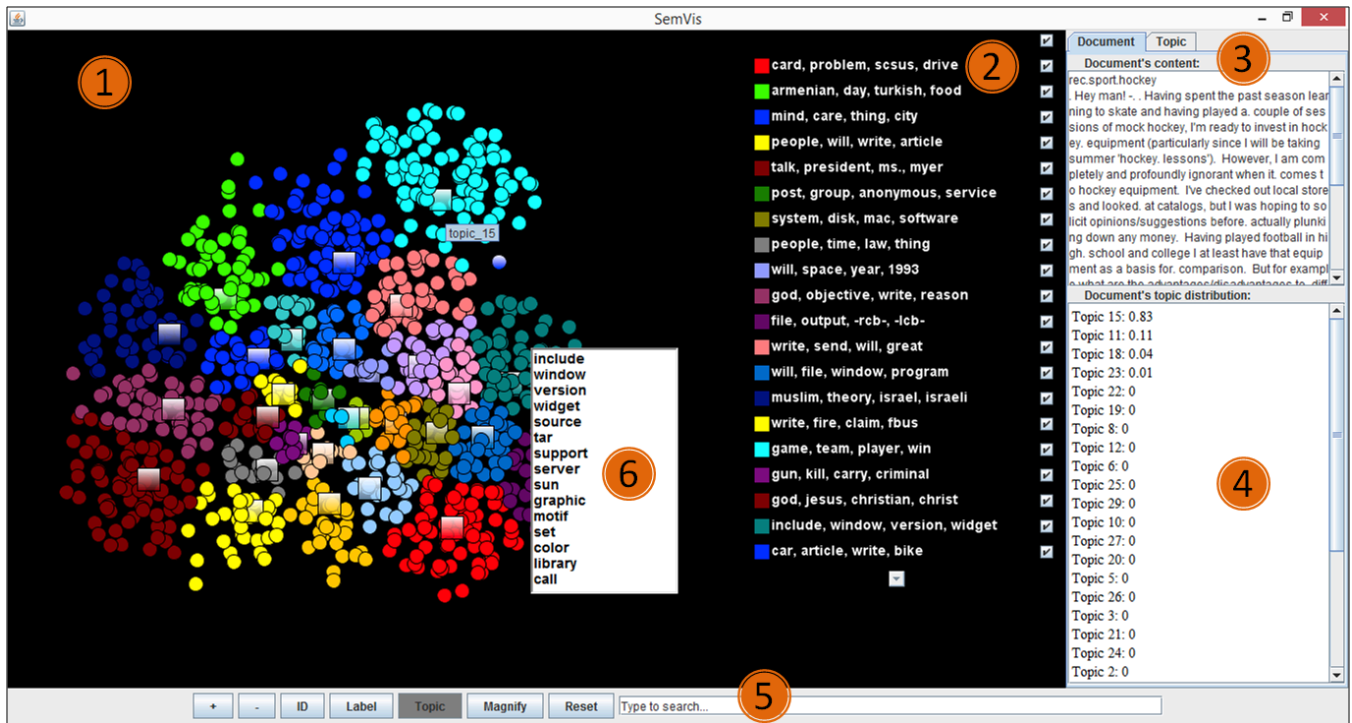 SemVis
1
topic_15
include
window
version
widget
source
tar
support
server
sun
graphic
motif
set
color
library
call
6
2
card, problem, scsus, drive
armenian, day, turkish, food
mind, care, thing, city
people, will, write, article
talk, president, ms., myer
post, group, anonymous, service
system, disk, mac, software
people, time, law, thing
will, space, year, 1993
god, objective, write, reason
file, output, -rcb-, -lcb-
write, send, will, great
will, file, window, program
muslim, theory, israel, israeli
write, fire, claim, fbus
game, team, player, win
gun, kill, carry, criminal
god, jesus, christian, christ
include, window, version, widget
car, article, write, bike
Document Topic
Document's content:
3
rec.sport.hockey
. Hey man! -. . Having spent the past season lear
ning to skate and having played a. couple of ses
sions of mock hockey, I'm ready to invest in hock
ey. equipment (particularly since I will be taking
summer 'hockey. lessons'). However, I am com
pletely and profoundly ignorant when it. comes t
o hockey equipment. I've checked out local store
s and looked. at catalogs, but I was hoping to so
licit opinions/suggestions before. actually plunki
ng down any money. Having played football in hi
gh. school and college I at least have that equip
ment as a basis for. comparison. But for exampl
e what are the advantages/disadvantages to. diff
Document's topic distribution:
Topic 15: 0.83
Topic 11: 0.11
Topic 18: 0.04
Topic 23: 0.01
Topic 22: 0
Topic 19: 0
Topic 8: 0
Topic 12: 0
Topic 6: 0
Topic 25: 0
Topic 29: 0
Topic 10: 0
Topic 27: 0
Topic 20: 0
Topic 5: 0
Topic 26: 0
Topic 3: 0
Topic 21: 0
Topic 24: 0
Topic 2: 0
4
+ - ID Label Topic Magnify Reset Type to search...
5